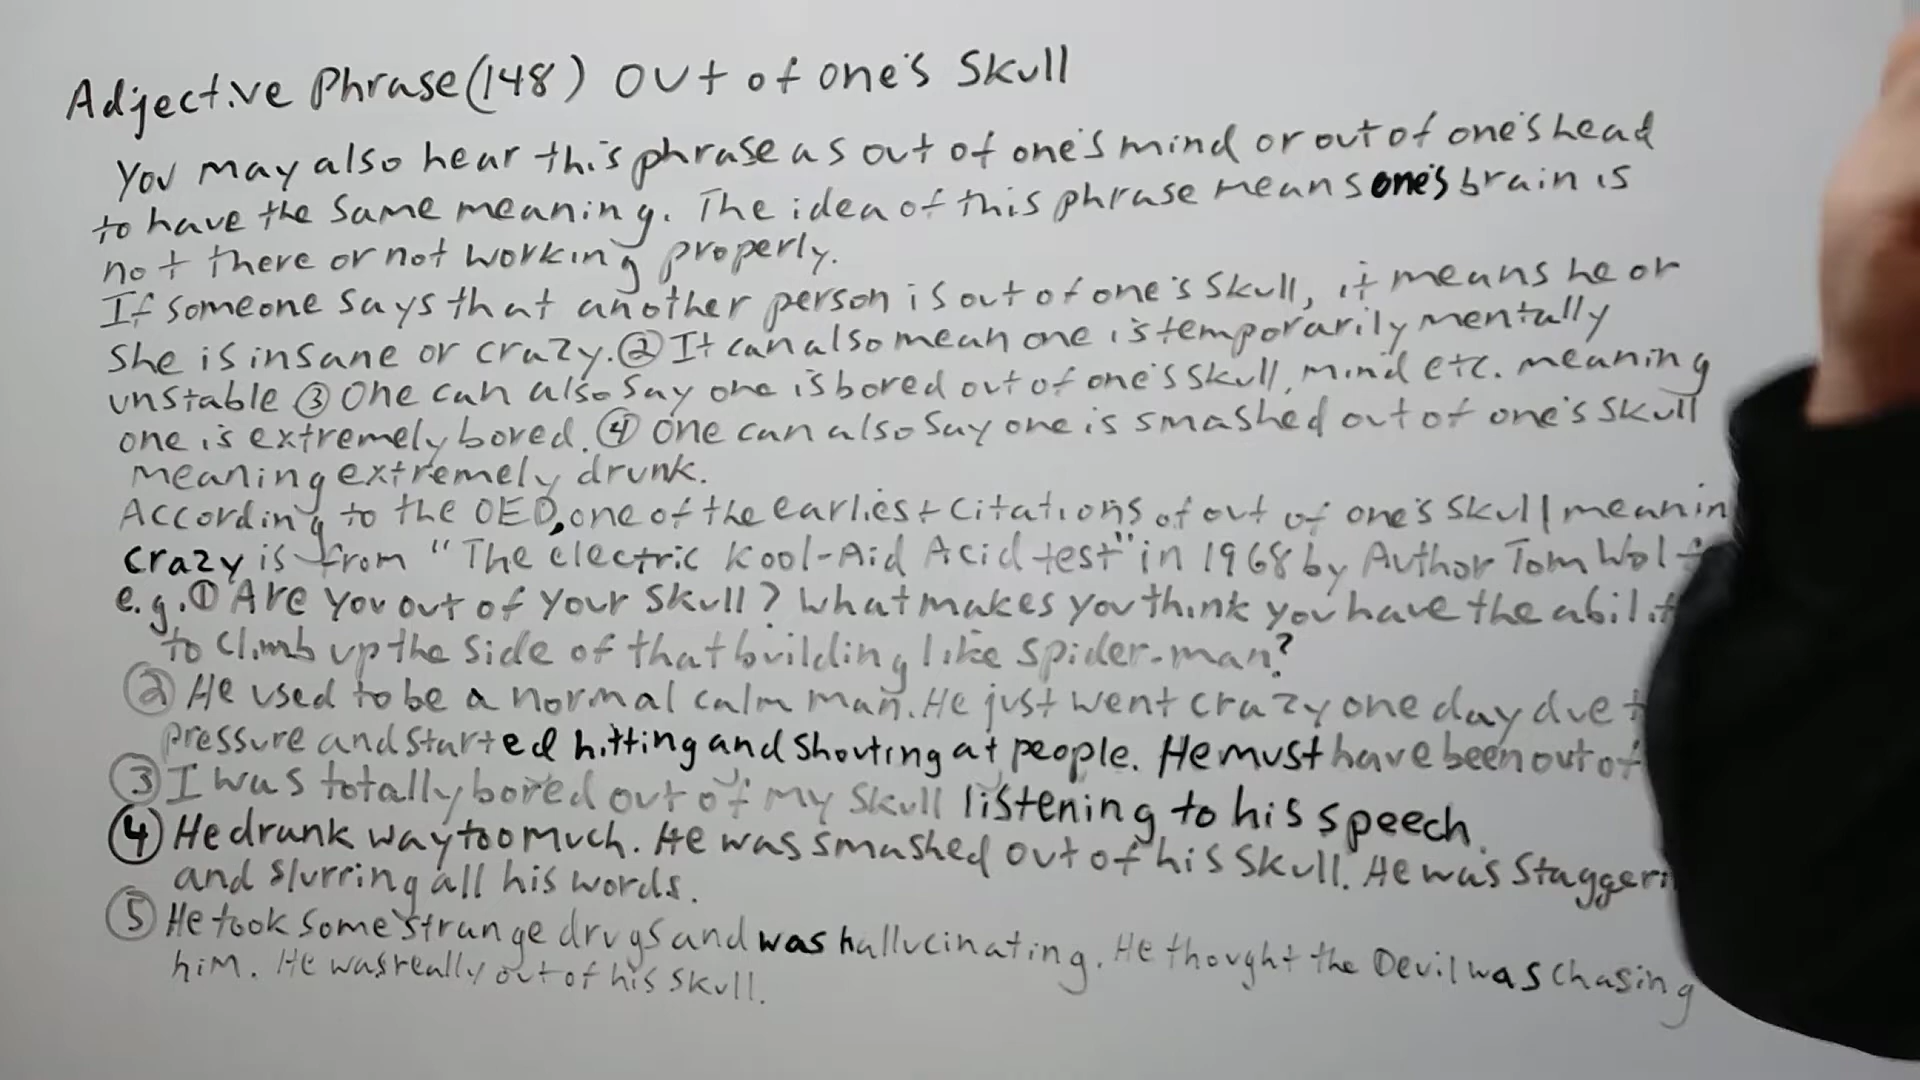 Adjective Phrase (148) Out of one's Skull
You may also hear this phrase as out of one's mind or out of one's head
to have the same meaning. The idea of this phrase means one's brain is
not there or not working properly.
If someone says that another person is out of one's skull, it means he or
she is insane or crazy. ② It can also mean one is temporarily mentally
unstable ③ One can also say one is bored out of one's skull, mind etc. meaning
one is extremely bored. ④ One can also say one is smashed out of one's skull
meaning extremely drunk.
According to the OED, one of the earliest citations of out of one's skull meanin
crazy is from "The electric Kool-Aid Acid test" in 1968 by Author Tom Wolf
e.g. ① Are you out of your skull? What makes you think you have the abilit
to climb up the side of that building like spider-man?
② He used to be a normal calm man. He just went crazy one day due t
pressure and started hitting and shouting at people. He must have been out of
③ I was totally bored out of my skull listening to his speech.
④ He drank way too much. He was smashed out of his skull. He was staggeri
and slurring all his words.
⑤ He took some strange drugs and was hallucinating. He thought the Devil was chasing
him. He was really out of his skull.